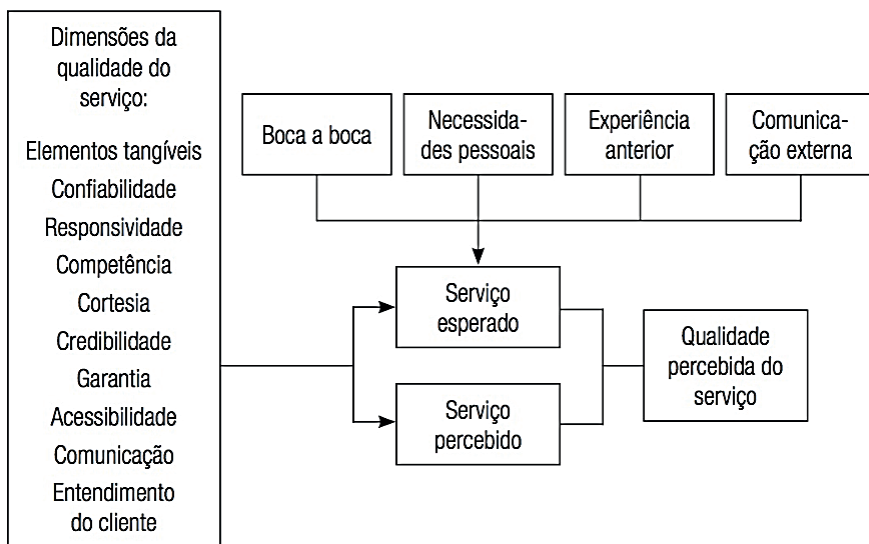 Dimensões da
qualidade do
serviço:
Elementos tangíveis
Confiabilidade
Responsividade
Competência
Cortesia
Credibilidade
Garantia
Acessibilidade
Comunicação
Entendimento
do cliente
Boca a boca
Necessida-
des pessoais
Experiência
anterior
Comunica-
ção externa
Serviço
esperado
Serviço
percebido
Qualidade
percebida do
serviço